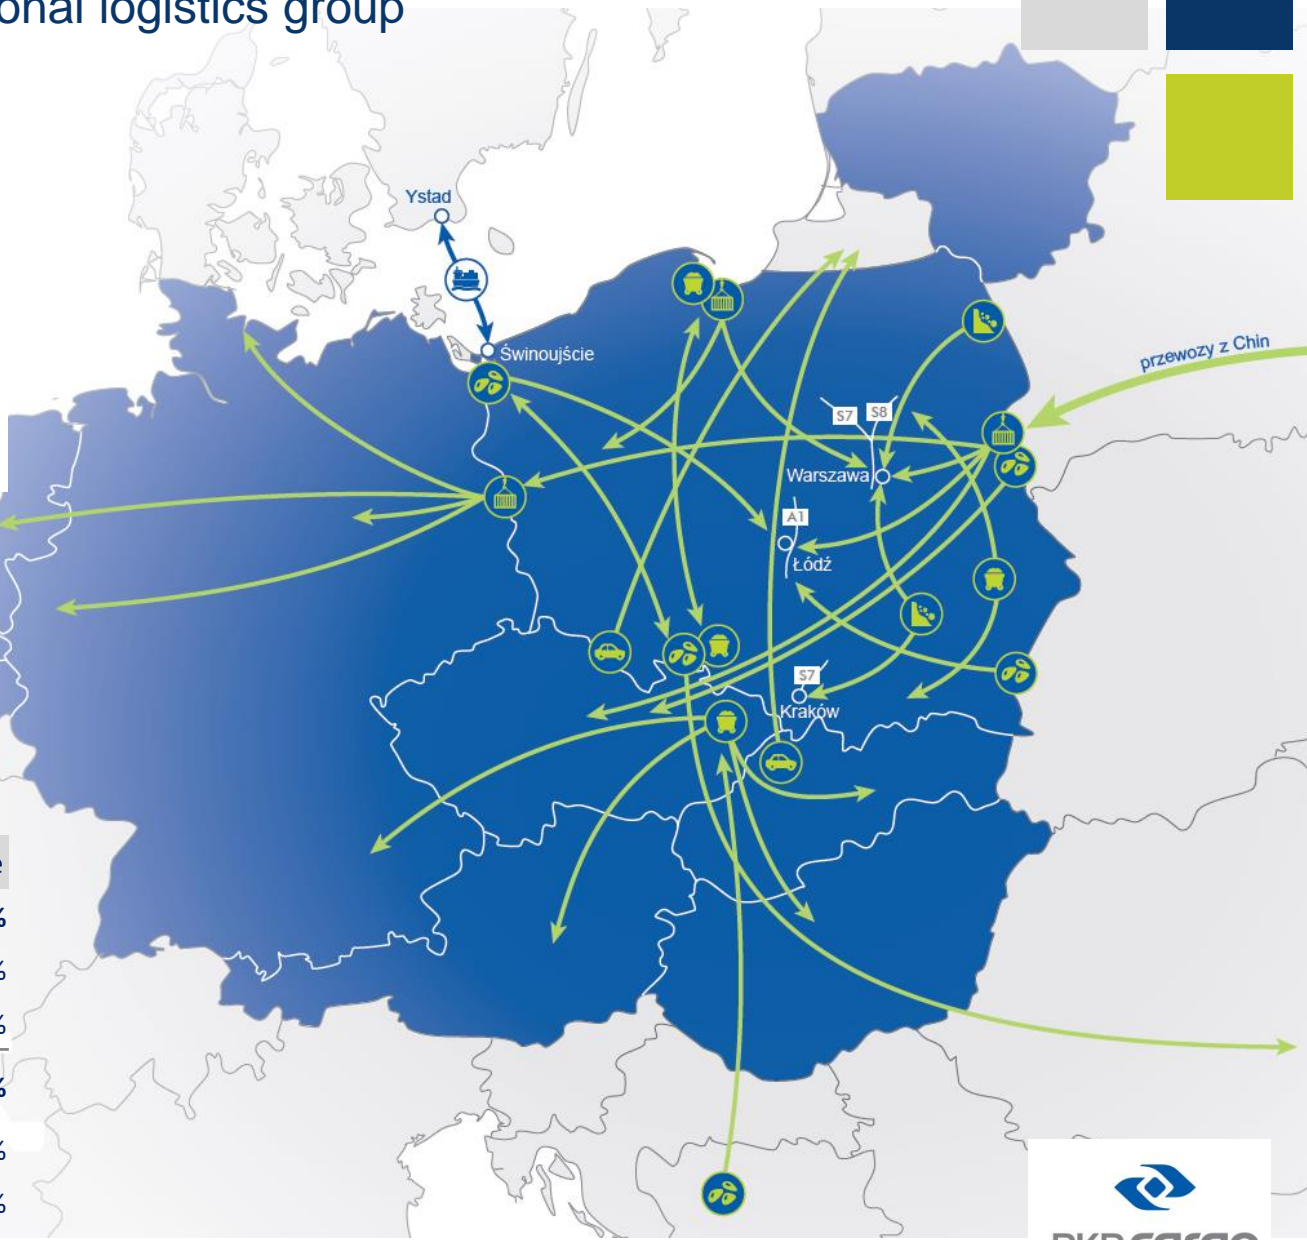 onal logistics group
Ystad
Świnoujście
przewozy z Chin
S7
S8
Warszawa
A1
Łódź
S7
Kraków
e
%
%
%
%
%
%